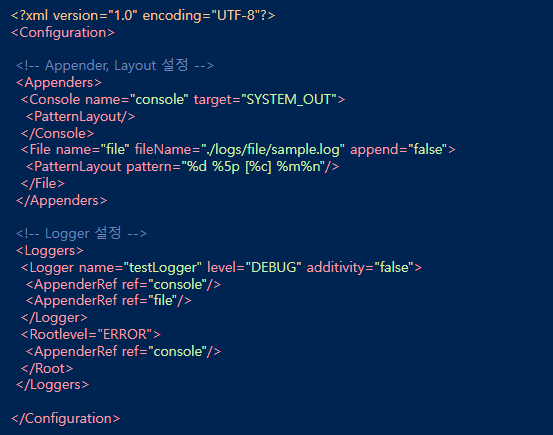 <?xml version="1.0" encoding="UTF-8"?>
<Configuration>
<!-- Appender, Layout 설정 -->
<Appenders>
<Console name="console" target="SYSTEM_OUT">
<PatternLayout/>
</Console>
<File name="file" fileName="./logs/file/sample.log" append="false">
<PatternLayout pattern="%d %5p [%c] %m%n"/>
</File>
</Appenders>
<!-- Logger 설정 -->
<Loggers>
<Logger name="testLogger" level="DEBUG" additivity="false">
<AppenderRef ref="console"/>
<AppenderRef ref="file"/>
</Logger>
<Rootlevel="ERROR">
<AppenderRef ref="console"/>
</Root>
</Loggers>
</Configuration>